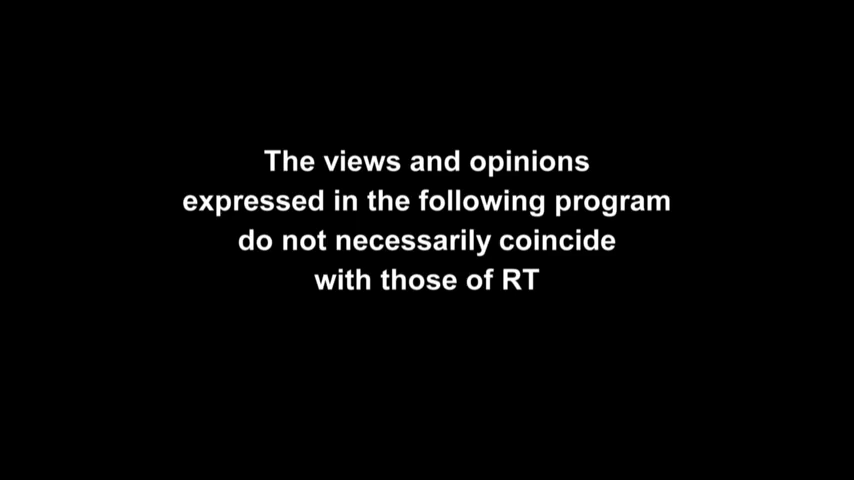 The views and opinions
expressed in the following program
do not necessarily coincide
with those of RT